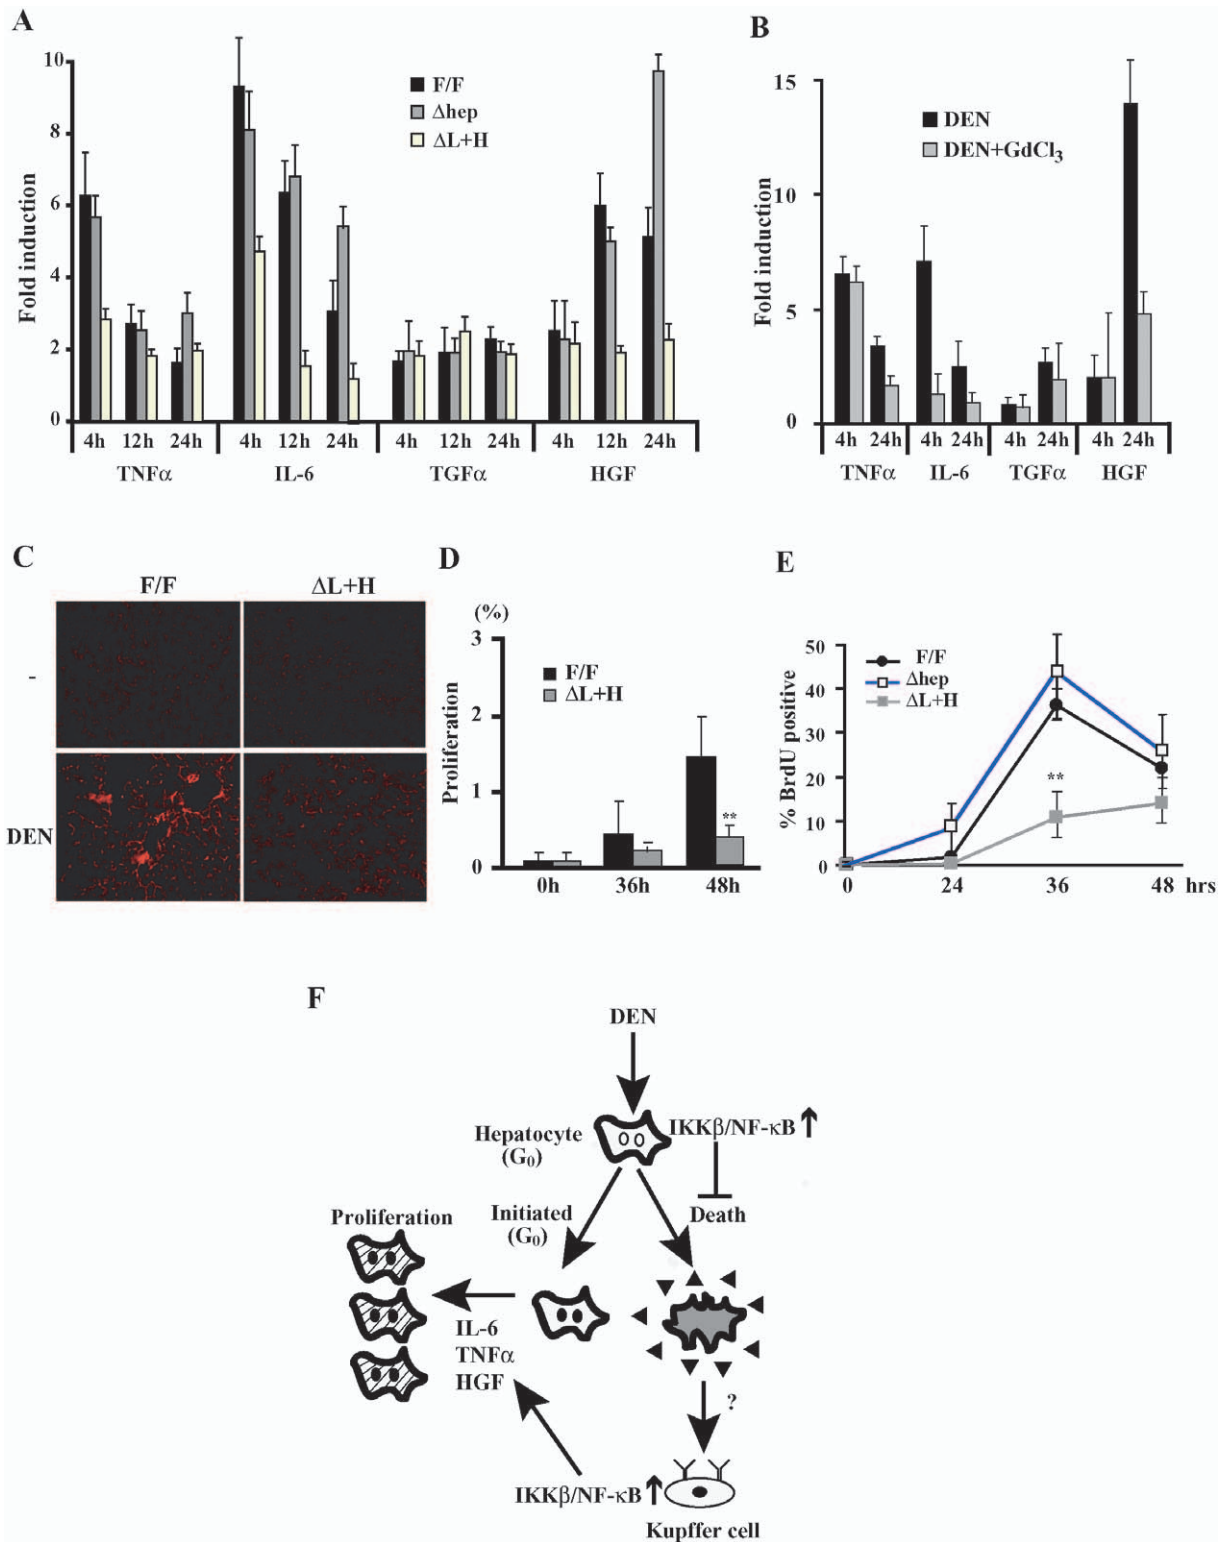 A
10
8
6
4
2
0
Fold induction
F/F
Δhep
ΔL+H
4h 12h 24h 4h 12h 24h 4h 12h 24h 4h 12h 24h
TNFα IL-6 TGFα HGF
B
15
10
5
0
Fold induction
DEN
DEN+GdCl₃
4h 24h 4h 24h 4h 24h 4h 24h
TNFα IL-6 TGFα HGF
C
F/F ΔL+H
-
DEN
D
(%)
3
2
1
0
Proliferation
F/F
ΔL+H
**
0h 36h 48h
E
50
40
30
20
10
0
% BrdU positive
F/F
Δhep
ΔL+H
**
0 24 36 48 hrs
F
DEN
Hepatocyte
(G₀)
IKKβ/NF-κB
Proliferation
Initiated
(G₀)
Death
IL-6
TNFα
HGF
?
IKKβ/NF-κB
Kupffer cell